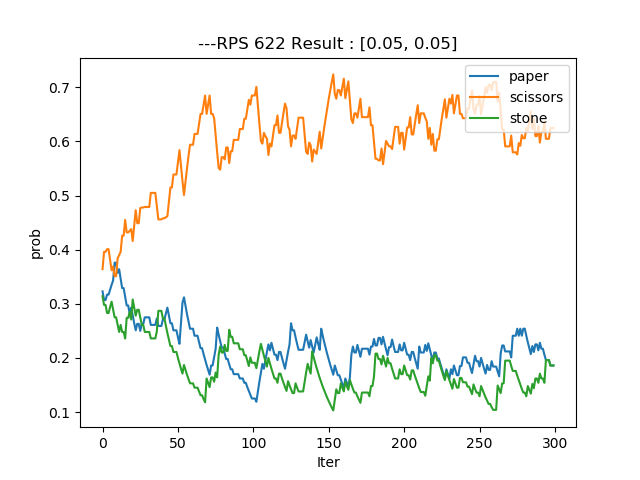 ---RPS 622 Result : [0.05, 0.05]
paper
scissors
stone
prob
0.7
0.6
0.5
0.4
0.3
0.2
0.1
0 50 100 150 200 250 300
Iter